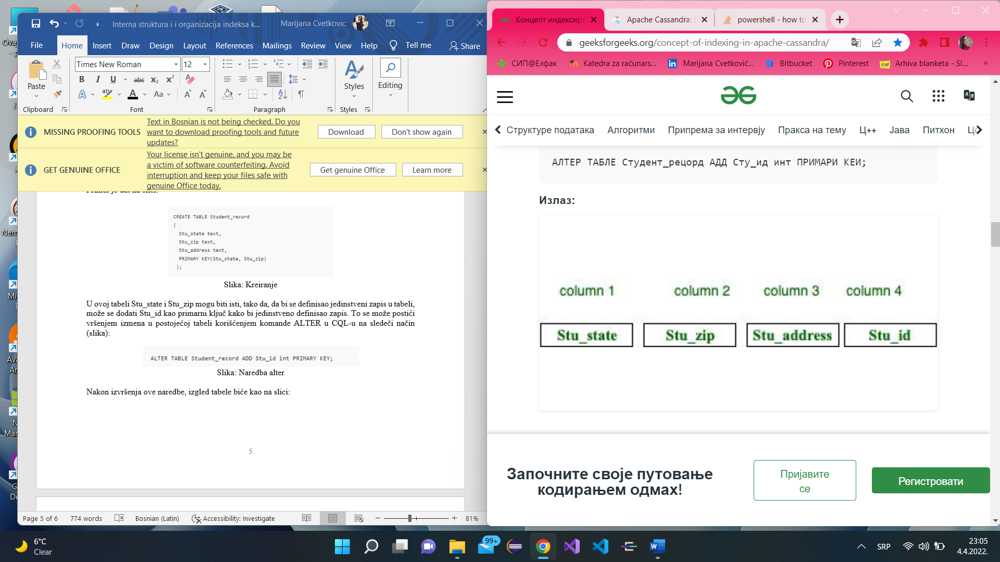 Interna struktura i i organizacija indeksa k...
Marijana Cvetkovic
File
Home
Insert
Draw
Design
Layout
References
Mailings
Review
View
Help
Tell me
Share
Paste
Clipboard
Times New Roman
12
Font
Paragraph
Styles
Styles
Editing
MISSING PROOFING TOOLS
Text in Bosnian is not being checked. Do you
want to download proofing tools and future
updates?
Download
Don't show again
GET GENUINE OFFICE
Your license isn't genuine, and you may be
a victim of software counterfeiting. Avoid
interruption and keep your files safe with
genuine Office today.
Get genuine Office
Learn more
CREATE TABLE Student_record
(
Stu_state text,
Stu_zip text,
Stu_address text,
PRIMARY KEY(Stu_state, Stu_zip)
);
Slika: Kreiranje
U ovoj tabeli Stu_state i Stu_zip mogu biti isti, tako da, da bi se definisao jedinstveni zapis u tabeli,
može se dodati Stu_id kao primarni ključ kako bi jedinstveno definisao zapis. To se može postići
vršenjem izmena u postojećoj tabeli korišćenjem komande ALTER u CQL-u na sledeči način
(slika):
ALTER TABLE Student_record ADD Stu_id int PRIMARY KEY;
Slika: Naredba alter
Nakon izvršenja ove naredbe, izgled tabele biće kao na slici:
5
Page 5 of 6
774 words
Bosnian (Latin)
Accessibility: Investigate
81%
Концепт индексира
Apache Cassandra: S
powershell - how to
geeksforgeeks.org/concept-of-indexing-in-apache-cassandra/
СИП@Елфак
Katedra za računars...
Marijana Cvetković...
Bitbucket
Pinterest
Arhiva blanketa - Sl...
Структуре података
Алгоритми
Припрема за интервју
Пракса на тему
Ц++
Јава
Питхон
АЛТЕР ТАБЛЕ Студент_рецорд АДД Сту_ид инт ПРИМАРИ КЕИ;
Излаз:
column 1
column 2
column 3
column 4
Stu_state
Stu_zip
Stu_address
Stu_id
Започните своје путовање
кодирањем одмах!
Пријавите
се
Регистровати
6°C
Clear
99+
SRP
23:05
4.4.2022.